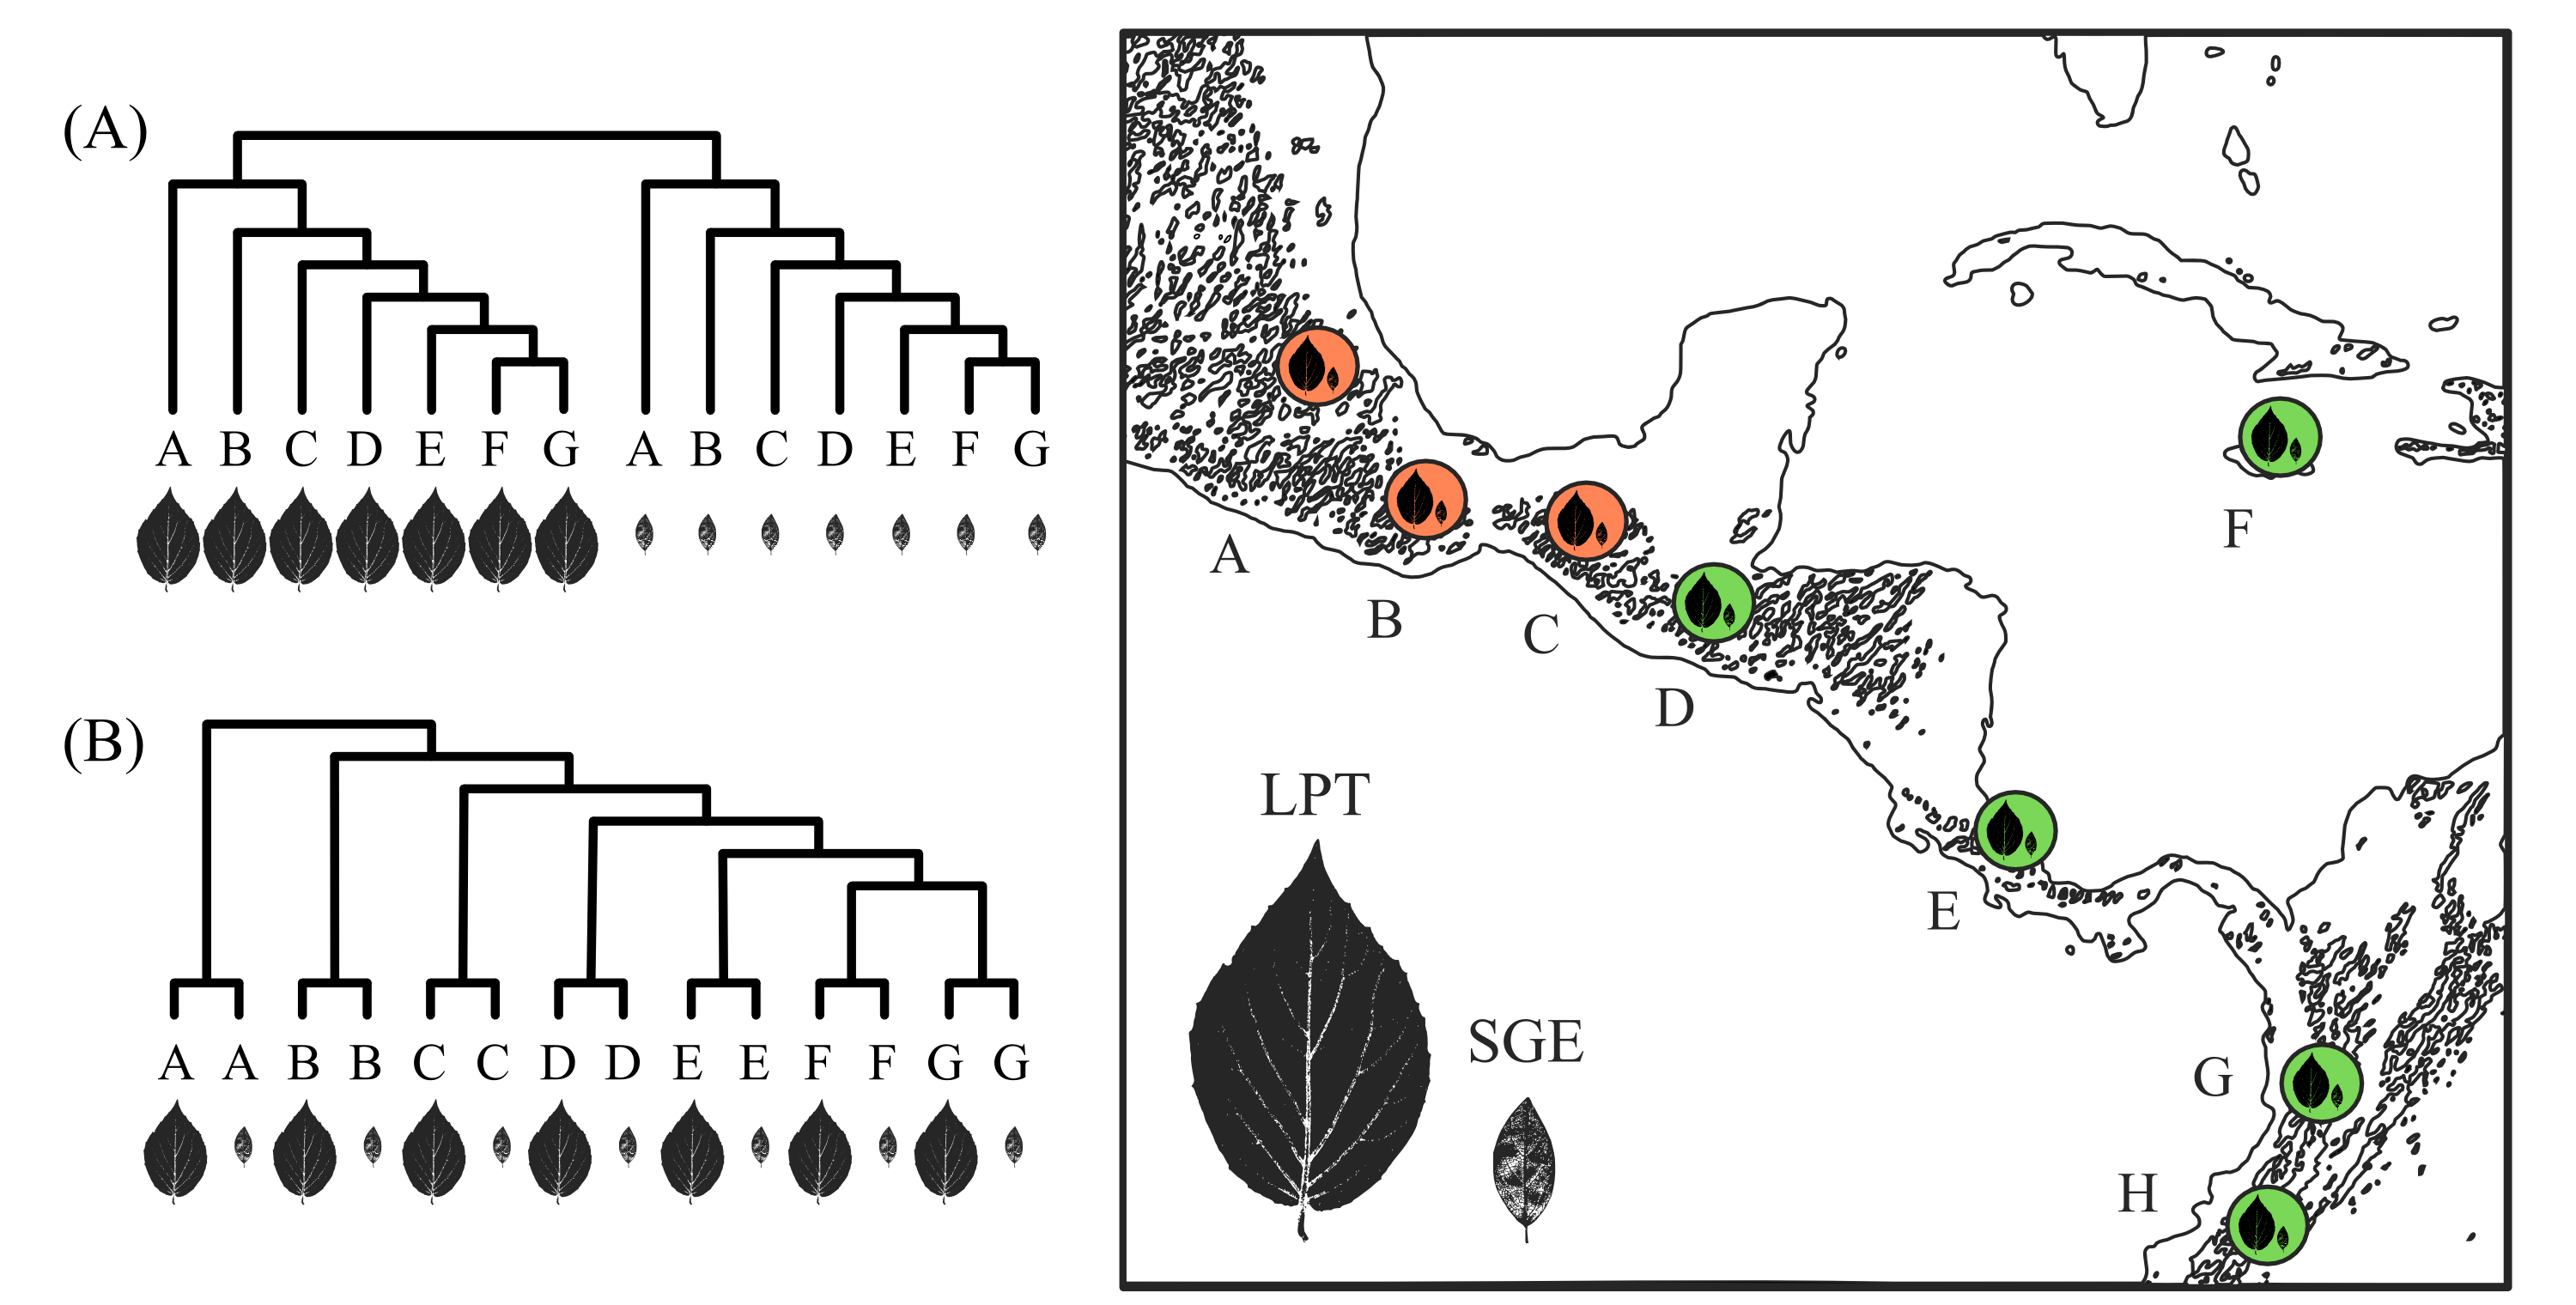 (A)
A B C D E F G A B C D E F G
(B)
A A B B C C D D E E F F G G
A
B
C
D
E
F
G
H
LPT
SGE